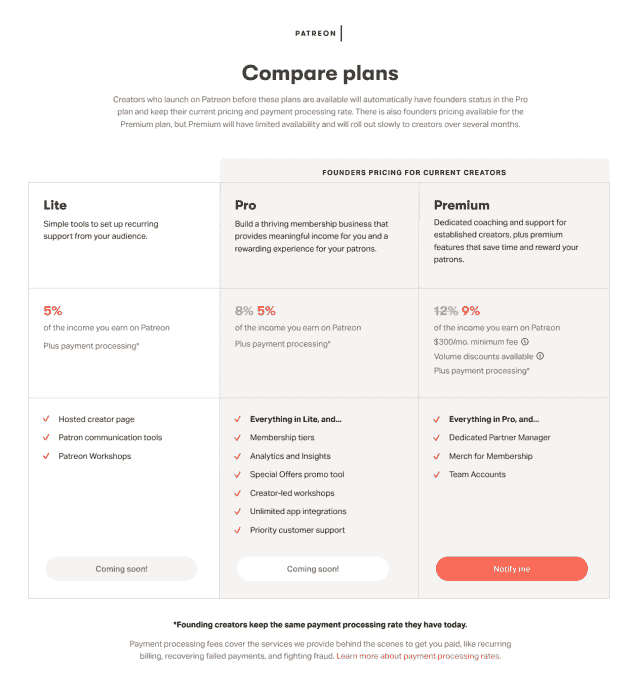 PATREON
Compare plans
Creators who launch on Patreon before these plans are available will automatically have founders status in the Pro
plan and keep their current pricing and payment processing rate. There is also founders pricing available for the
Premium plan, but Premium will have limited availability and will roll out slowly to creators over several months.
FOUNDERS PRICING FOR CURRENT CREATORS
Lite
Simple tools to set up recurring
support from your audience.
5%
of the income you earn on Patreon
Plus payment processing*
Hosted creator page
Patron communication tools
Patreon Workshops
Coming soon!
Pro
Build a thriving membership business that
provides meaningful income for you and a
rewarding experience for your patrons.
8% 5%
of the income you earn on Patreon
Plus payment processing*
Everything in Lite, and...
Membership tiers
Analytics and Insights
Special Offers promo tool
Creator-led workshops
Unlimited app integrations
Priority customer support
Coming soon!
Premium
Dedicated coaching and support for
established creators, plus premium
features that save time and reward your
patrons.
12% 9%
of the income you earn on Patreon
$300/mo. minimum fee
Volume discounts available
Plus payment processing*
Everything in Pro, and...
Dedicated Partner Manager
Merch for Membership
Team Accounts
Notify me
*Founding creators keep the same payment processing rate they have today.
Payment processing fees cover the services we provide behind the scenes to get you paid, like recurring
billing, recovering failed payments, and fighting fraud. Learn more about payment processing rates.